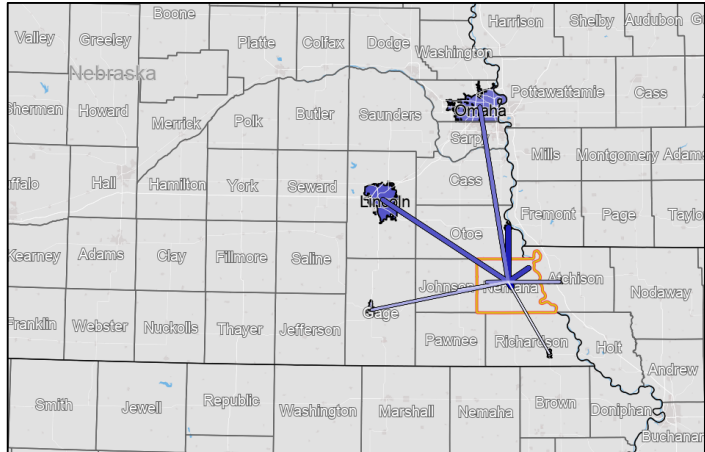 Boone
Harrison
Shelby
Audubon
Valley
Greeley
Platte
Colfax
Dodge
Washington
Nebraska
Pottawattamie
Cass
Sherman
Howard
Merrick
Polk
Butler
Saunders
Omaha
Sarpy
Mills
Montgomery
Adams
Hall
Hamilton
York
Seward
Cass
Lincoln
Fremont
Page
Taylo
Otoe
Kearney
Adams
Clay
Fillmore
Saline
Johnson
Nemaha
Atchison
Nodaway
Franklin
Webster
Nuckolls
Thayer
Jefferson
Gage
Pawnee
Richardson
Holt
Andrew
Smith
Jewell
Republic
Washington
Marshall
Nemaha
Brown
Doniphan
Buchanan